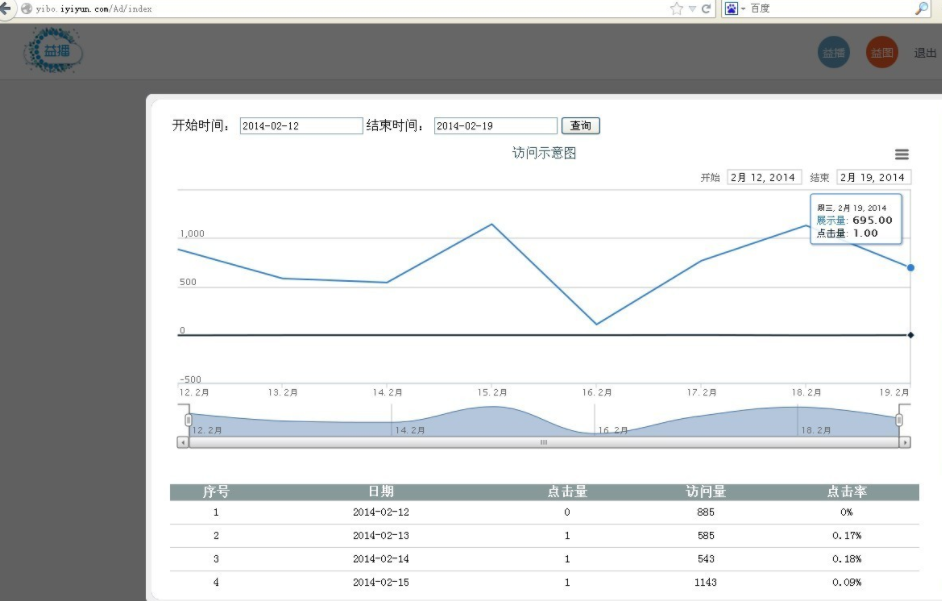 yibo.iyiyun.com/Ad/index
百度
益播
益播 益图 退出
开始时间： 2014-02-12 结束时间： 2014-02-19 查询
访问示意图
开始 2月 12, 2014 结束 2月 19, 2014
周三, 2月 19, 2014
展示量: 695.00
点击量: 1.00
1,000
500
0
-500
12. 2月 13. 2月 14. 2月 15. 2月 16. 2月 17. 2月 18. 2月 19. 2月
12. 2月 14. 2月 16. 2月 18. 2月
序号 日期 点击量 访问量 点击率
1 2014-02-12 0 885 0%
2 2014-02-13 1 585 0.17%
3 2014-02-14 1 543 0.18%
4 2014-02-15 1 1143 0.09%